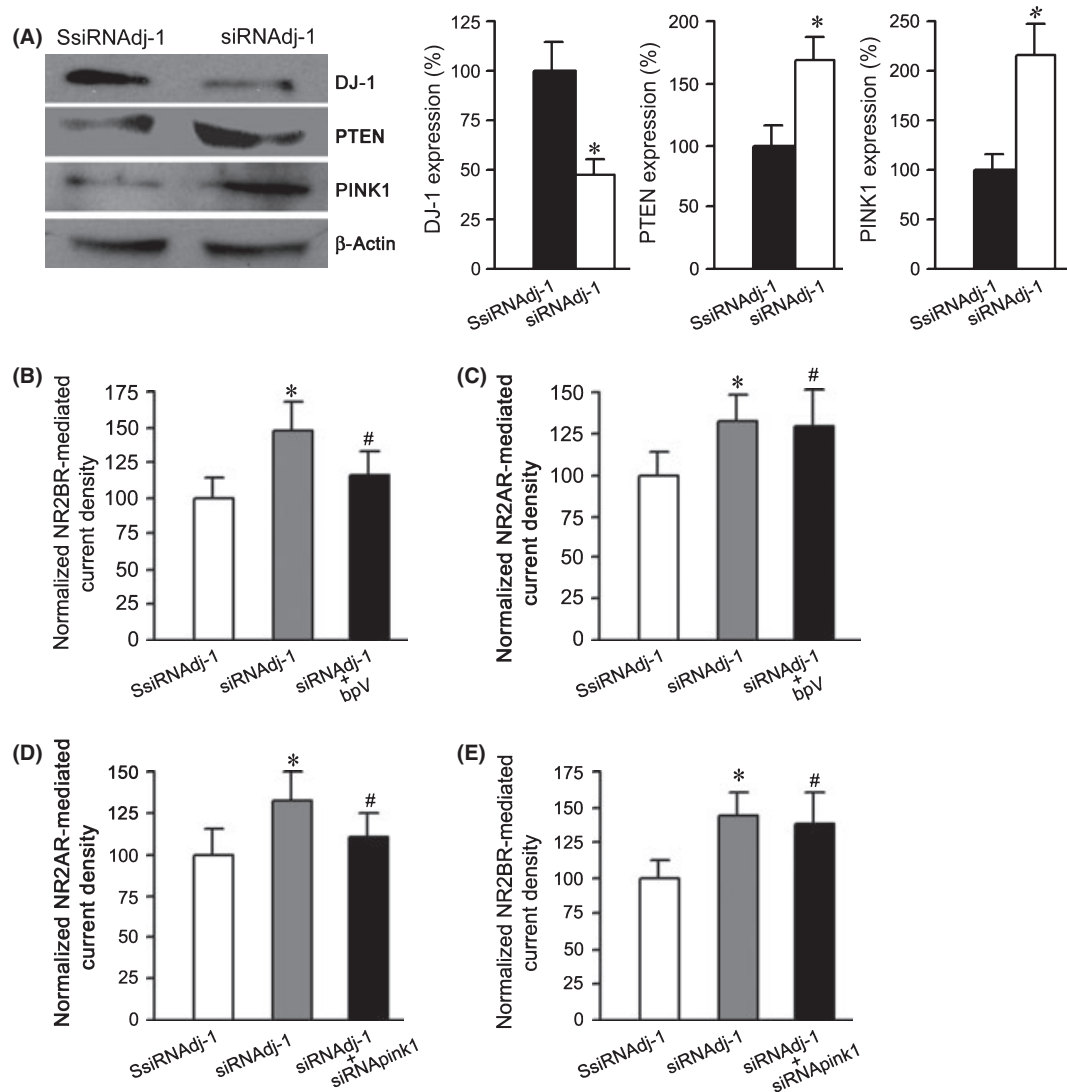 (A)
SsiRNAdj-1 siRNAdj-1
DJ-1
PTEN
PINK1
β-Actin
DJ-1 expression (%)
125
100
75
50
25
0
*
SsiRNAdj-1
siRNAdj-1
PTEN expression (%)
200
150
100
50
0
*
SsiRNAdj-1
siRNAdj-1
PINK1 expression (%)
250
200
150
100
50
0
*
SsiRNAdj-1
siRNAdj-1
(B)
Normalized NR2BR-mediated
current density
175
150
125
100
75
50
25
0
*
#
SsiRNAdj-1
siRNAdj-1
siRNAdj-1
+
bpV
(C)
Normalized NR2AR-mediated
current density
150
125
100
75
50
25
0
*
#
SsiRNAdj-1
siRNAdj-1
siRNAdj-1
+
bpV
(D)
Normalized NR2AR-mediated
current density
150
125
100
75
50
25
0
*
#
SsiRNAdj-1
siRNAdj-1
siRNAdj-1
+
siRNApink1
(E)
Normalized NR2BR-mediated
current density
175
150
125
100
75
50
25
0
*
#
SsiRNAdj-1
siRNAdj-1
siRNAdj-1
+
siRNApink1